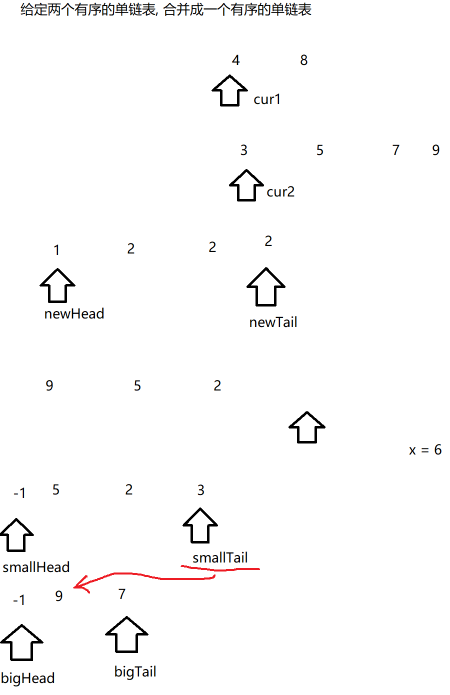 给定两个有序的单链表, 合并成一个有序的单链表
4 8
cur1
3 5 7 9
cur2
1 2 2 2
newHead
newTail
9 5 2
x = 6
-1 5 2 3
smallTail
smallHead
-1 9 7
bigTail
bigHead